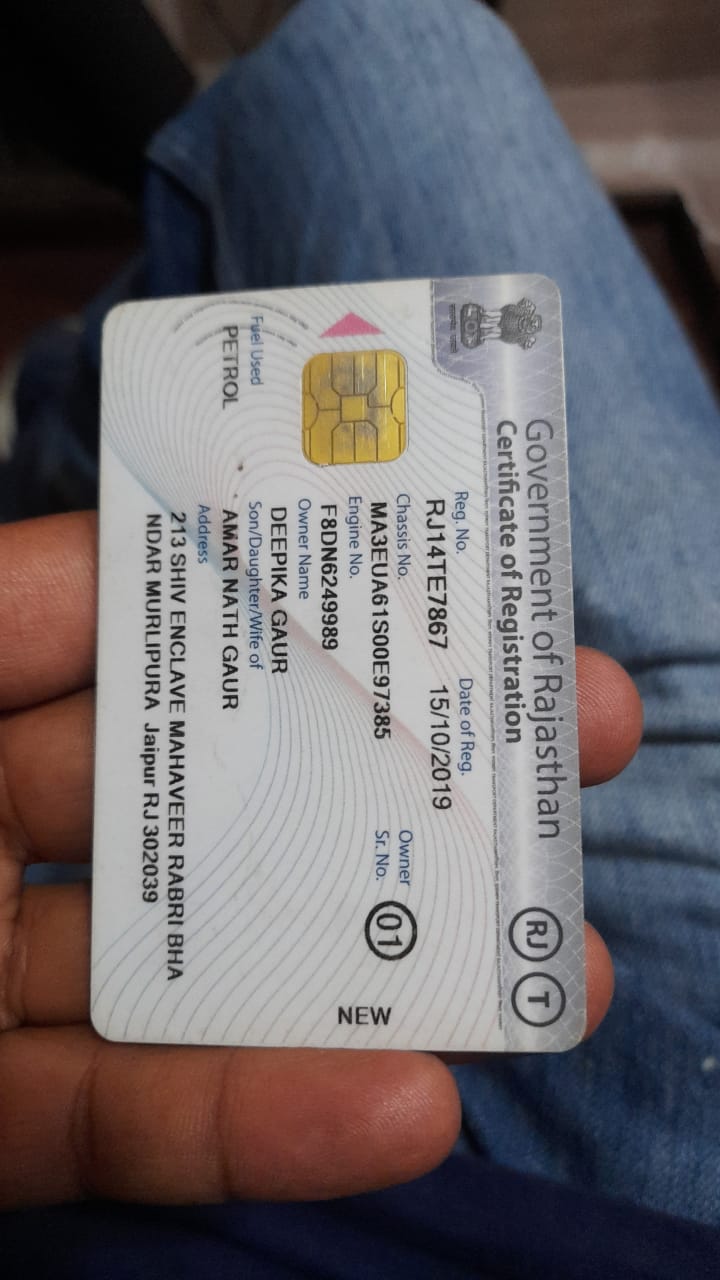 Government of Rajasthan
Certificate of Registration
RJ T
Reg. No. Date of Reg.
RJ14TE7867 15/10/2019
Chassis No. Owner Sr. No.
MA3EUA61S00E97385 01
Engine No.
F8DN6249989
NEW
Owner Name
DEEPIKA GAUR
Fuel Used
PETROL
Son/Daughter/Wife of
AMAR NATH GAUR
Address
213 SHIV ENCLAVE MAHAVEER RABRI BHA
NDAR MURLIPURA Jaipur RJ 302039